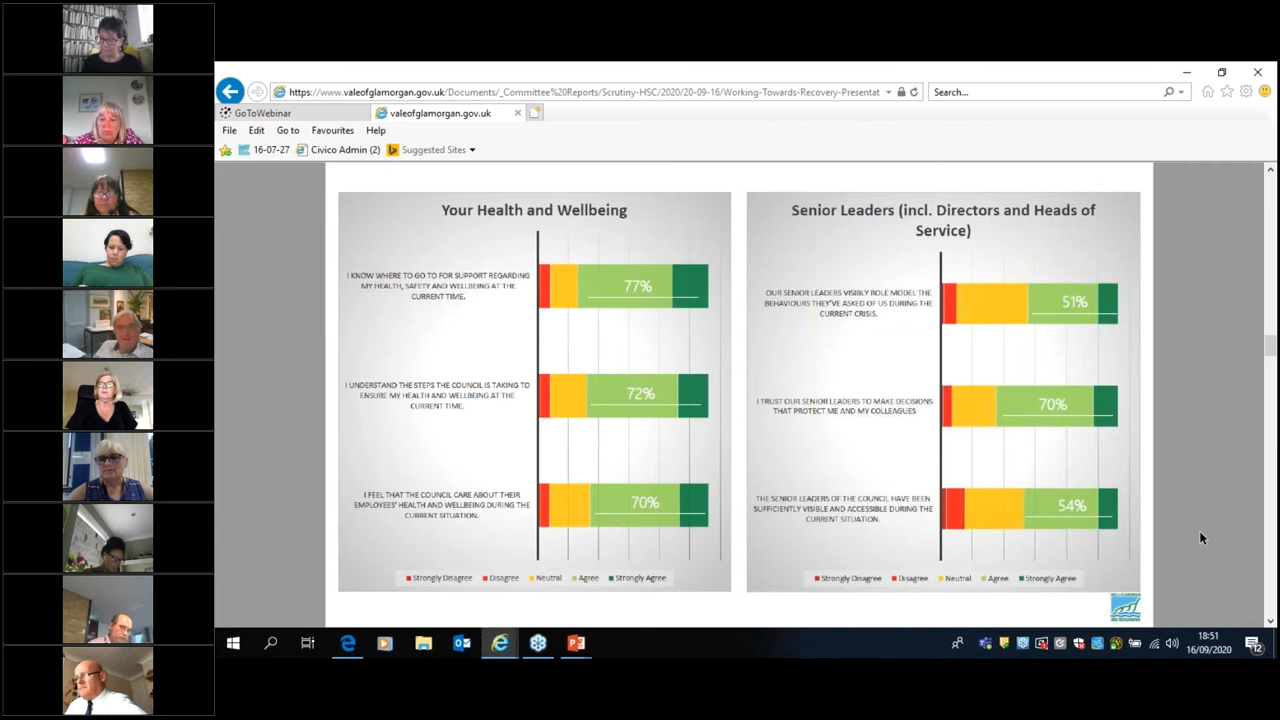 https://www.valeofglamorgan.gov.uk/Documents/_Committee%20Reports/Scrutiny-HSC/2020/20-09-16/Working-Towards-Recovery-Presentat
Search...
GoToWebinar
valeofglamorgan.gov.uk
File Edit Go to Favourites Help
16-07-27 Civico Admin (2) Suggested Sites
Your Health and Wellbeing
I KNOW WHERE TO GO TO FOR SUPPORT REGARDING
MY HEALTH, SAFETY AND WELLBEING AT THE
CURRENT TIME.
77%
I UNDERSTAND THE STEPS THE COUNCIL IS TAKING TO
ENSURE MY HEALTH AND WELLBEING AT THE
CURRENT TIME.
72%
I FEEL THAT THE COUNCIL CARE ABOUT THEIR
EMPLOYEES' HEALTH AND WELLBEING DURING THE
CURRENT SITUATION.
70%
Strongly Disagree Disagree Neutral Agree Strongly Agree
Senior Leaders (incl. Directors and Heads of
Service)
OUR SENIOR LEADERS VISIBLY ROLE MODEL THE
BEHAVIOURS THEY'VE ASKED OF US DURING THE
CURRENT CRISIS.
51%
I TRUST OUR SENIOR LEADERS TO MAKE DECISIONS
THAT PROTECT ME AND MY COLLEAGUES
70%
THE SENIOR LEADERS OF THE COUNCIL HAVE BEEN
SUFFICIENTLY VISIBLE AND ACCESSIBLE DURING THE
CURRENT SITUATION.
54%
Strongly Disagree Disagree Neutral Agree Strongly Agree
18:51
16/09/2020
12